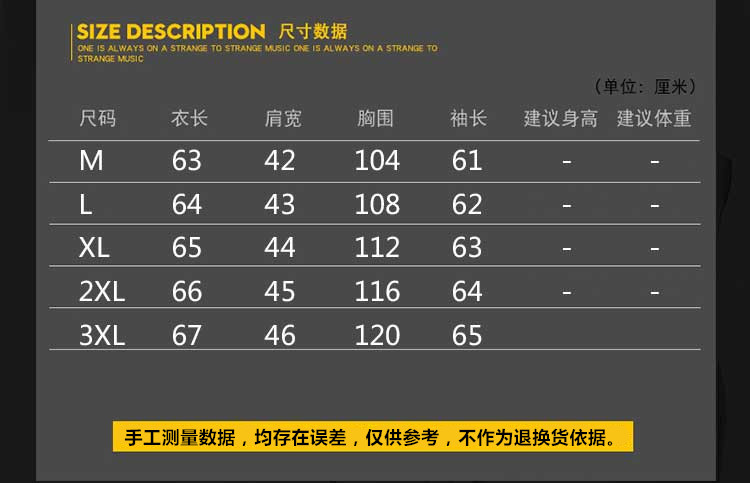 SIZE DESCRIPTION 尺寸数据
ONE IS ALWAYS ON A STRANGE TO STRANGE MUSIC ONE IS ALWAYS ON A STRANGE TO
STRANGE MUSIC
（单位：厘米）
尺码 衣长 肩宽 胸围 袖长 建议身高 建议体重
M 63 42 104 61 - -
L 64 43 108 62 - -
XL 65 44 112 63 - -
2XL 66 45 116 64 - -
3XL 67 46 120 65
手工测量数据，均存在误差，仅供参考，不作为退换货依据。